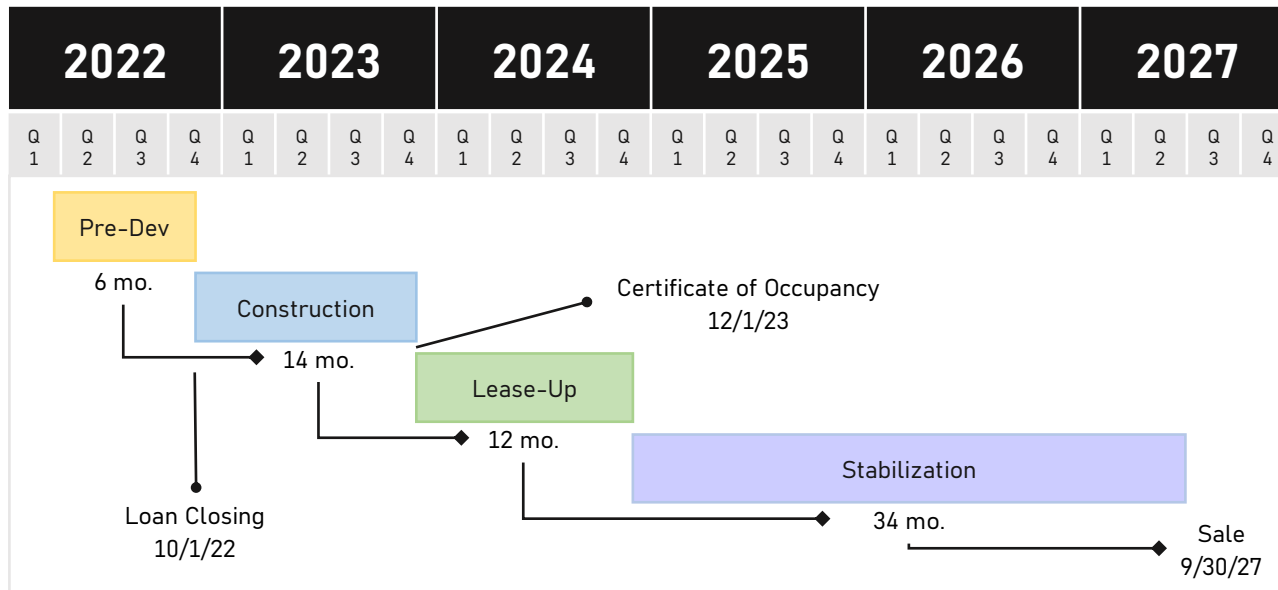 2022 2023 2024 2025 2026 2027
Q Q Q Q Q Q Q Q Q Q Q Q Q Q Q Q Q Q Q Q Q Q Q Q
1 2 3 4 1 2 3 4 1 2 3 4 1 2 3 4 1 2 3 4 1 2 3 4
Pre-Dev
6 mo.
Construction
14 mo.
Certificate of Occupancy
12/1/23
Lease-Up
12 mo.
Stabilization
34 mo.
Loan Closing
10/1/22
Sale
9/30/27